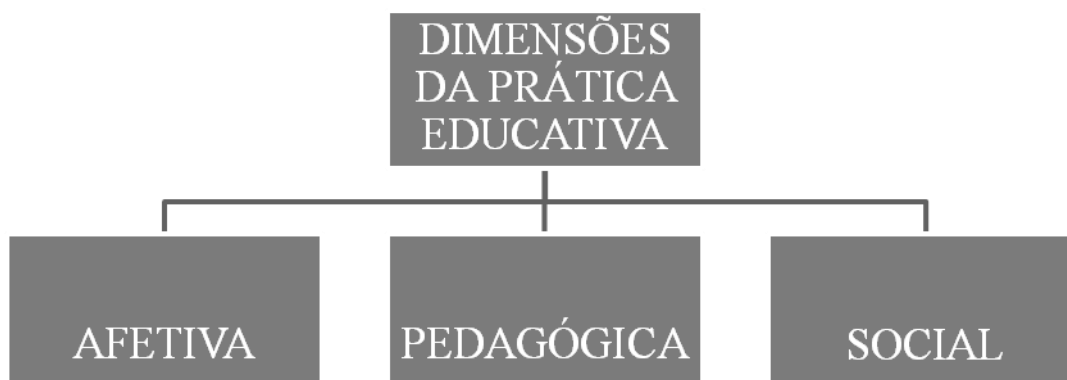 DIMENSÕES
DA PRÁTICA
EDUCATIVA
AFETIVA
PEDAGÓGICA
SOCIAL